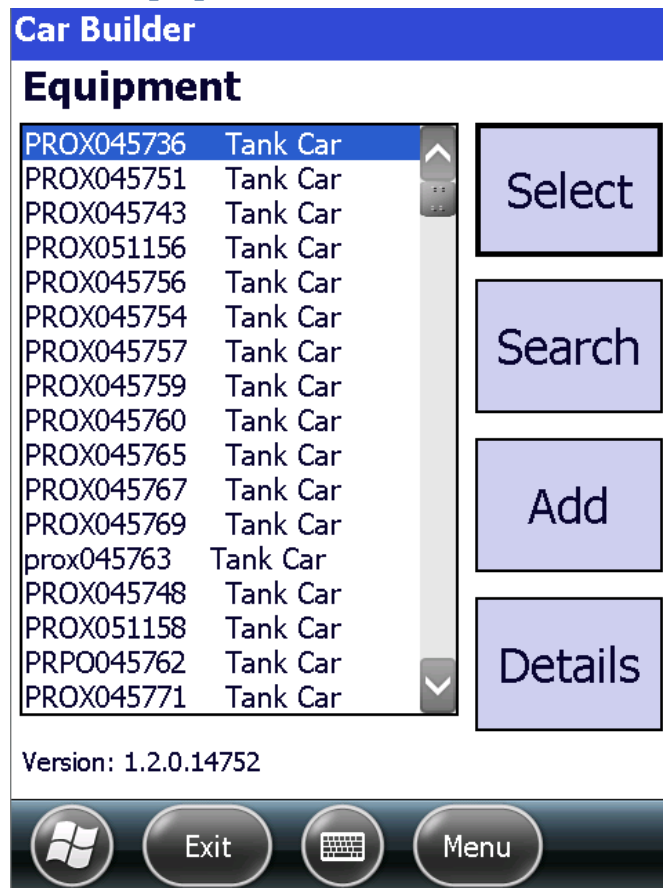 Car Builder
Equipment
PROX045736 Tank Car
PROX045751 Tank Car
PROX045743 Tank Car
PROX051156 Tank Car
PROX045756 Tank Car
PROX045754 Tank Car
PROX045757 Tank Car
PROX045759 Tank Car
PROX045760 Tank Car
PROX045765 Tank Car
PROX045767 Tank Car
PROX045769 Tank Car
prox045763 Tank Car
PROX045748 Tank Car
PROX051158 Tank Car
PRPO045762 Tank Car
PROX045771 Tank Car
Select
Search
Add
Details
Version: 1.2.0.14752
Exit
Menu